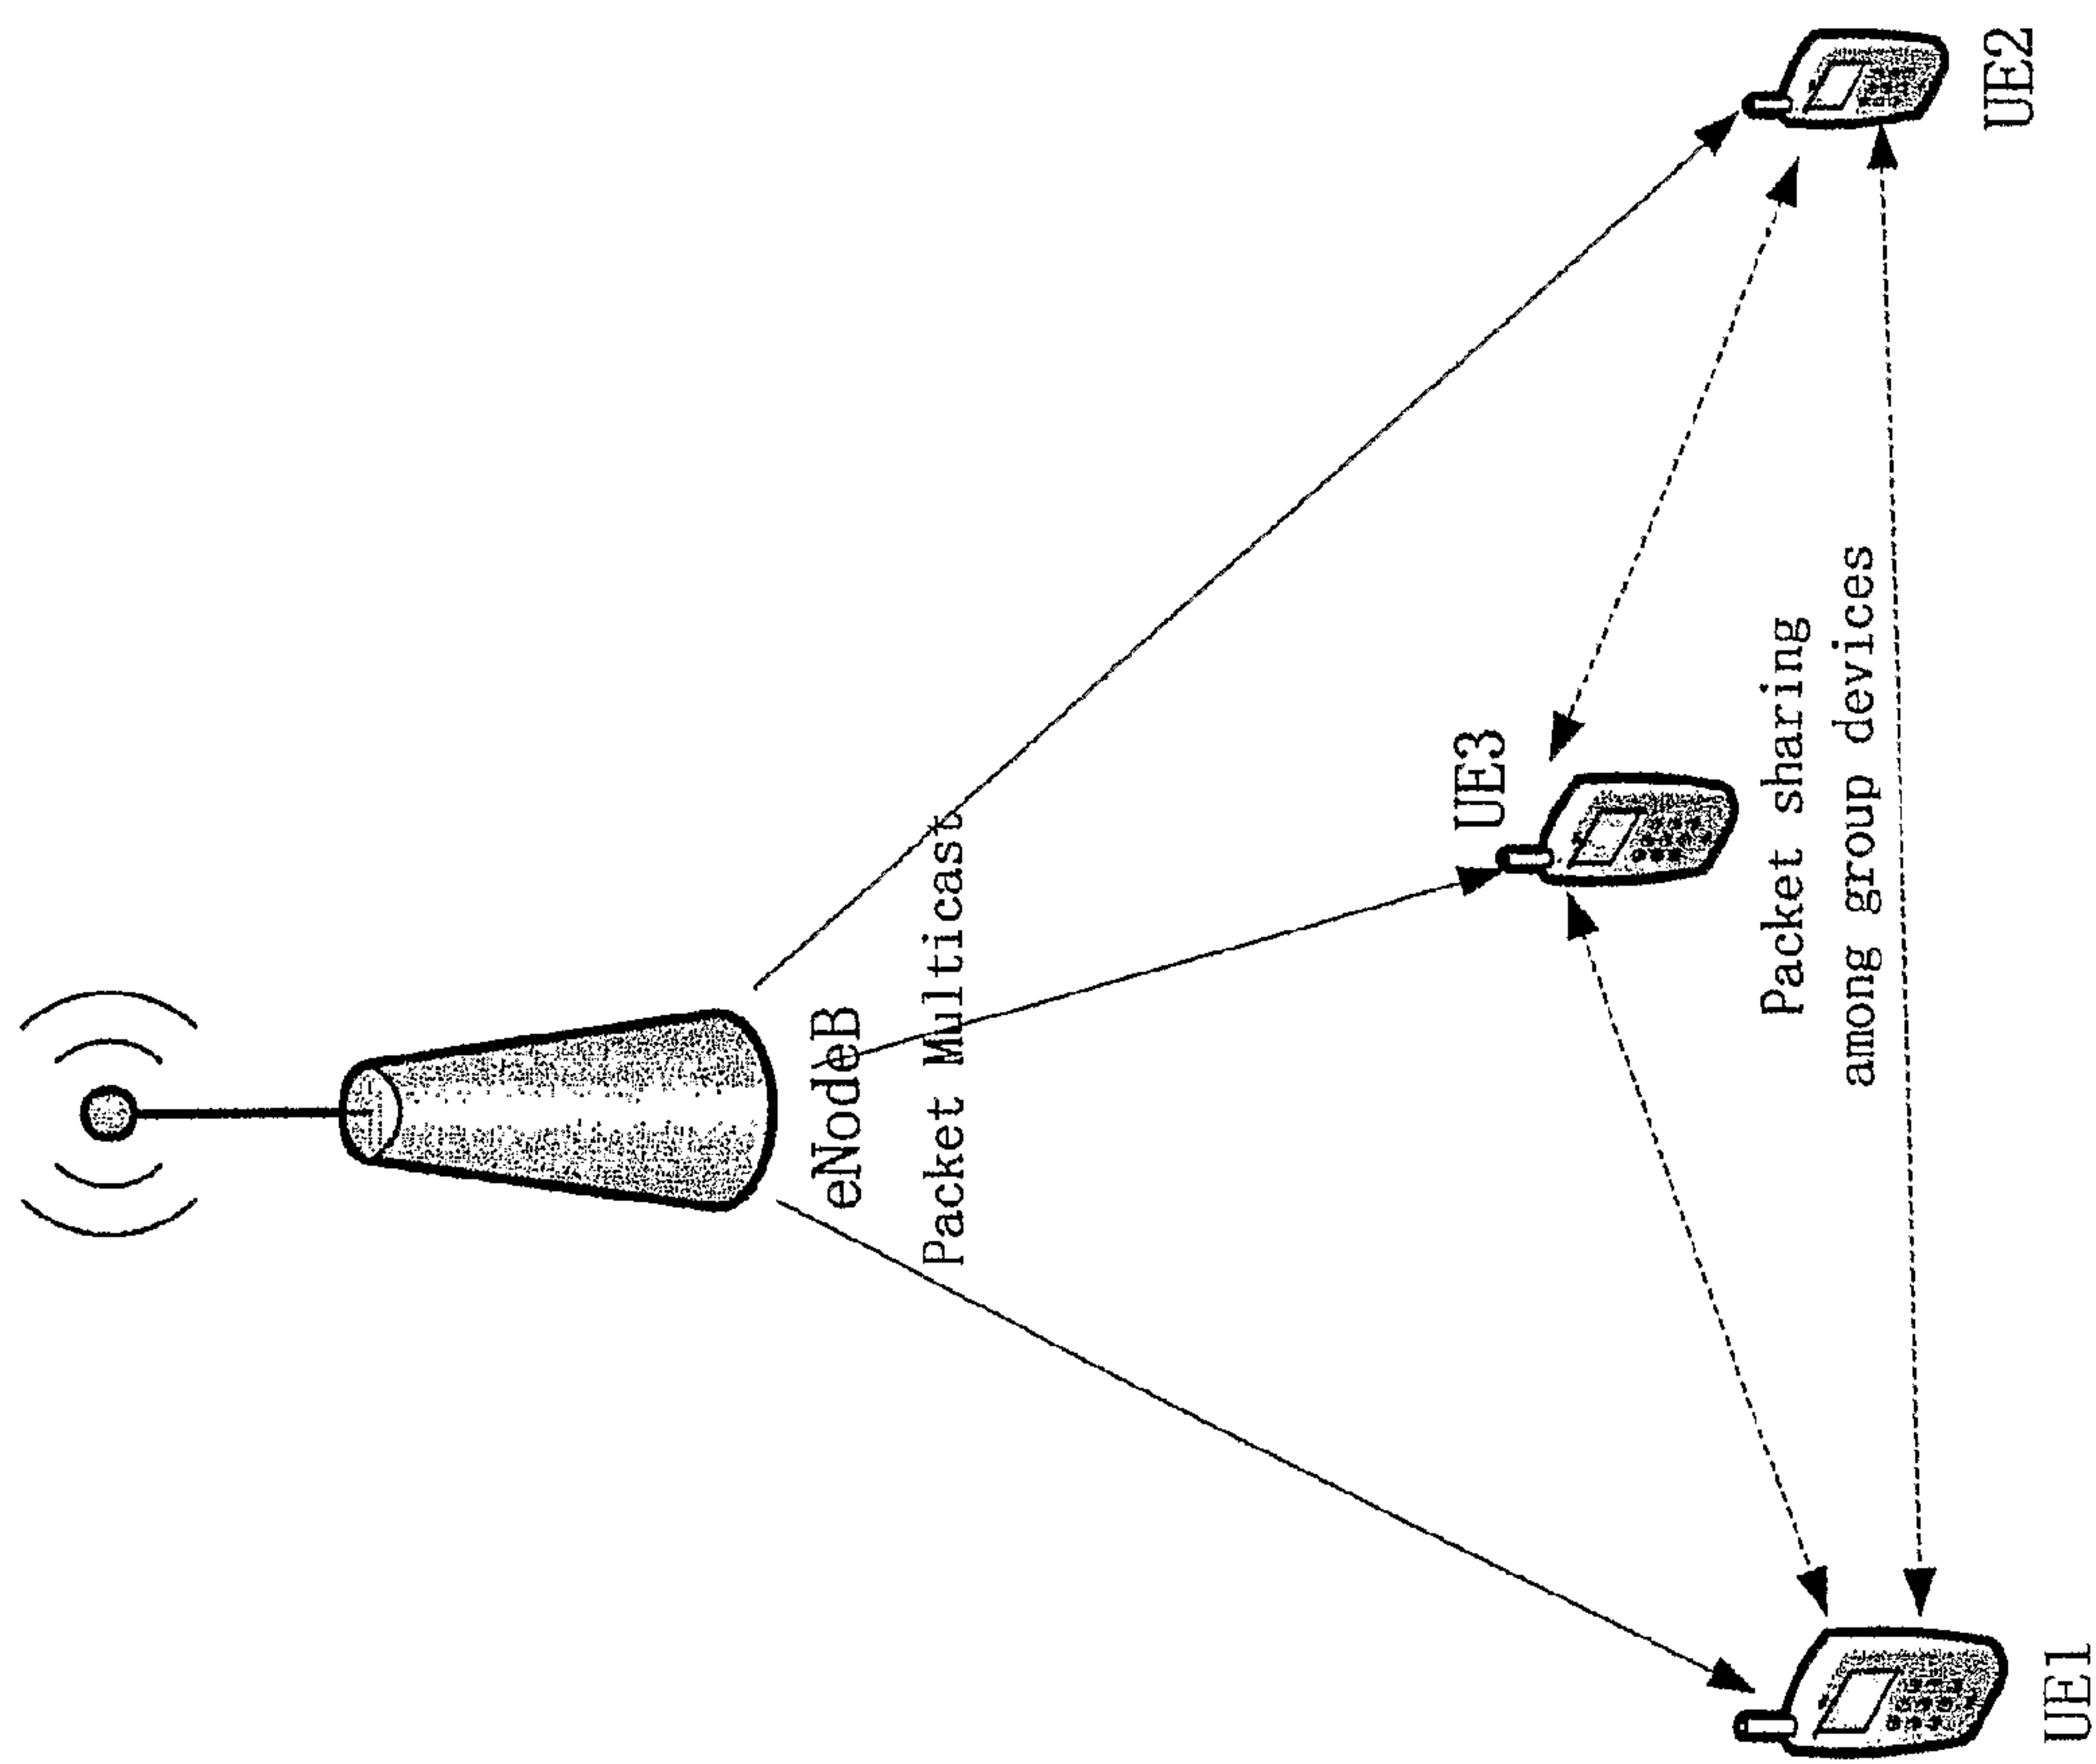 eNodeB
Packet Multicast
UE3
Packet sharing
among group devices
UE1
UE2